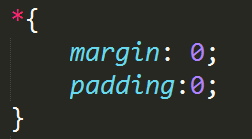 *{
margin: 0;
padding:0;
}